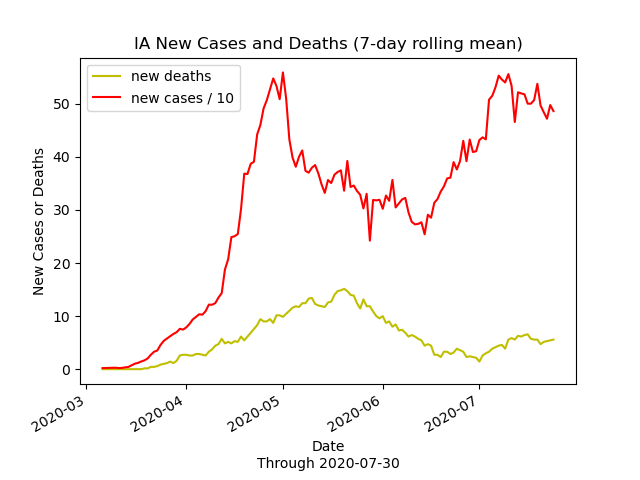 IA New Cases and Deaths (7-day rolling mean)
new deaths
new cases / 10
New Cases or Deaths
50
40
30
20
10
0
2020-03
2020-04
2020-05
2020-06
2020-07
Date
Through 2020-07-30